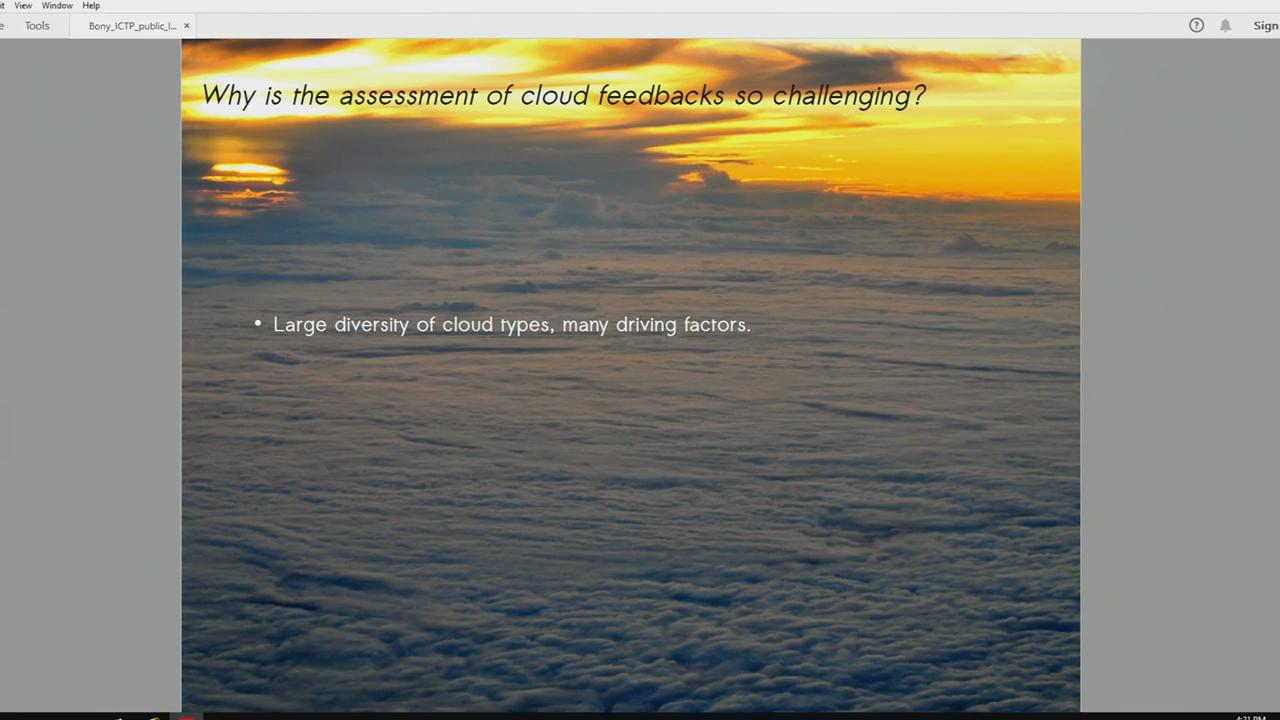 View Window Help
Tools
Bony_ICTP_public_l... ×
?
Sign
Why is the assessment of cloud feedbacks so challenging?
• Large diversity of cloud types, many driving factors.